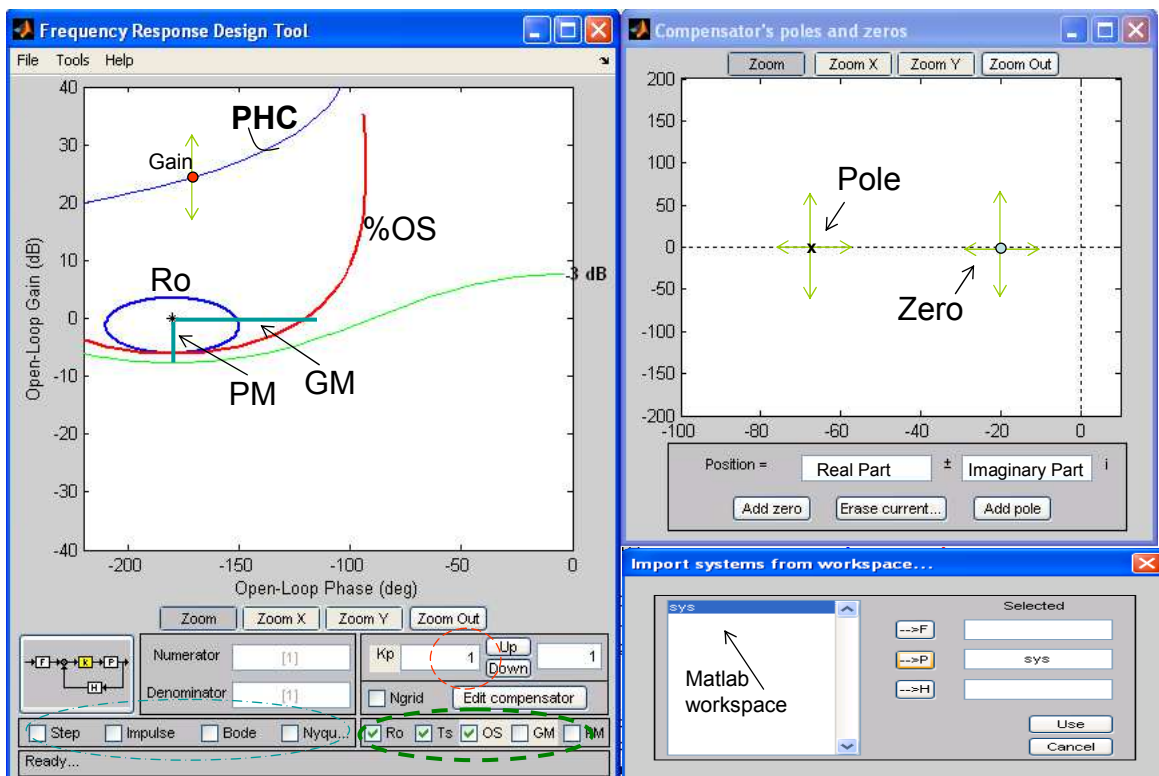 Frequency Response Design Tool
File Tools Help
40
30
20
10
0
-10
-20
-30
-40
Open-Loop Gain (dB)
PHC
Gain
%OS
Ro
-3 dB
PM
GM
-200 -150 -100 -50 0
Open-Loop Phase (deg)
Zoom Zoom X Zoom Y Zoom Out
F k P
H
Numerator [1]
Denominator [1]
Kp 1 Up Down 1
Ngrid Edit compensator
Step Impulse Bode Nyqu... Ro Ts OS GM
Ready...
Compensator's poles and zeros
Zoom Zoom X Zoom Y Zoom Out
200
150
100
50
0
-50
-100
-150
-200
Pole
x
Zero
-100 -80 -60 -40 -20 0
Position = Real Part ± Imaginary Part i
Add zero Erase current... Add pole
Import systems from workspace...
sys
Matlab
workspace
Selected
-->F
-->P sys
-->H
Use
Cancel